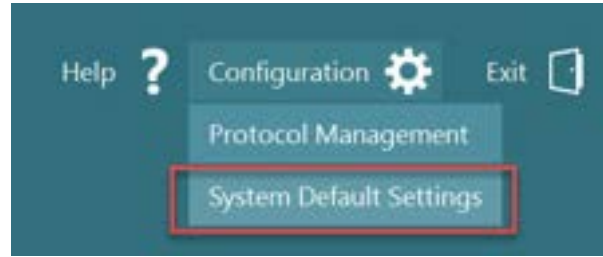 Help ? Configuration Exit
Protocol Management
System Default Settings